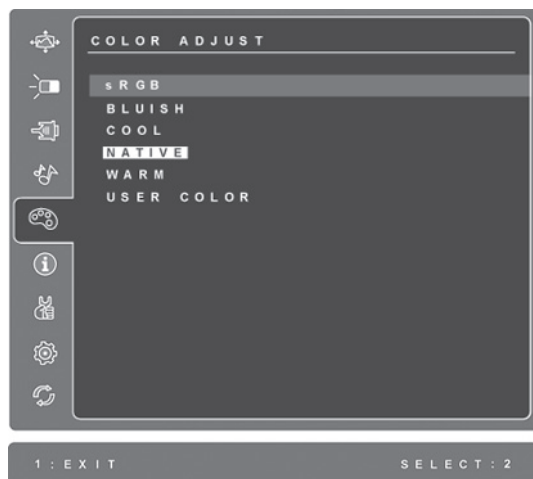 COLOR ADJUST
sRGB
BLUISH
COOL
NATIVE
WARM
USER COLOR
1:EXIT SELECT:2